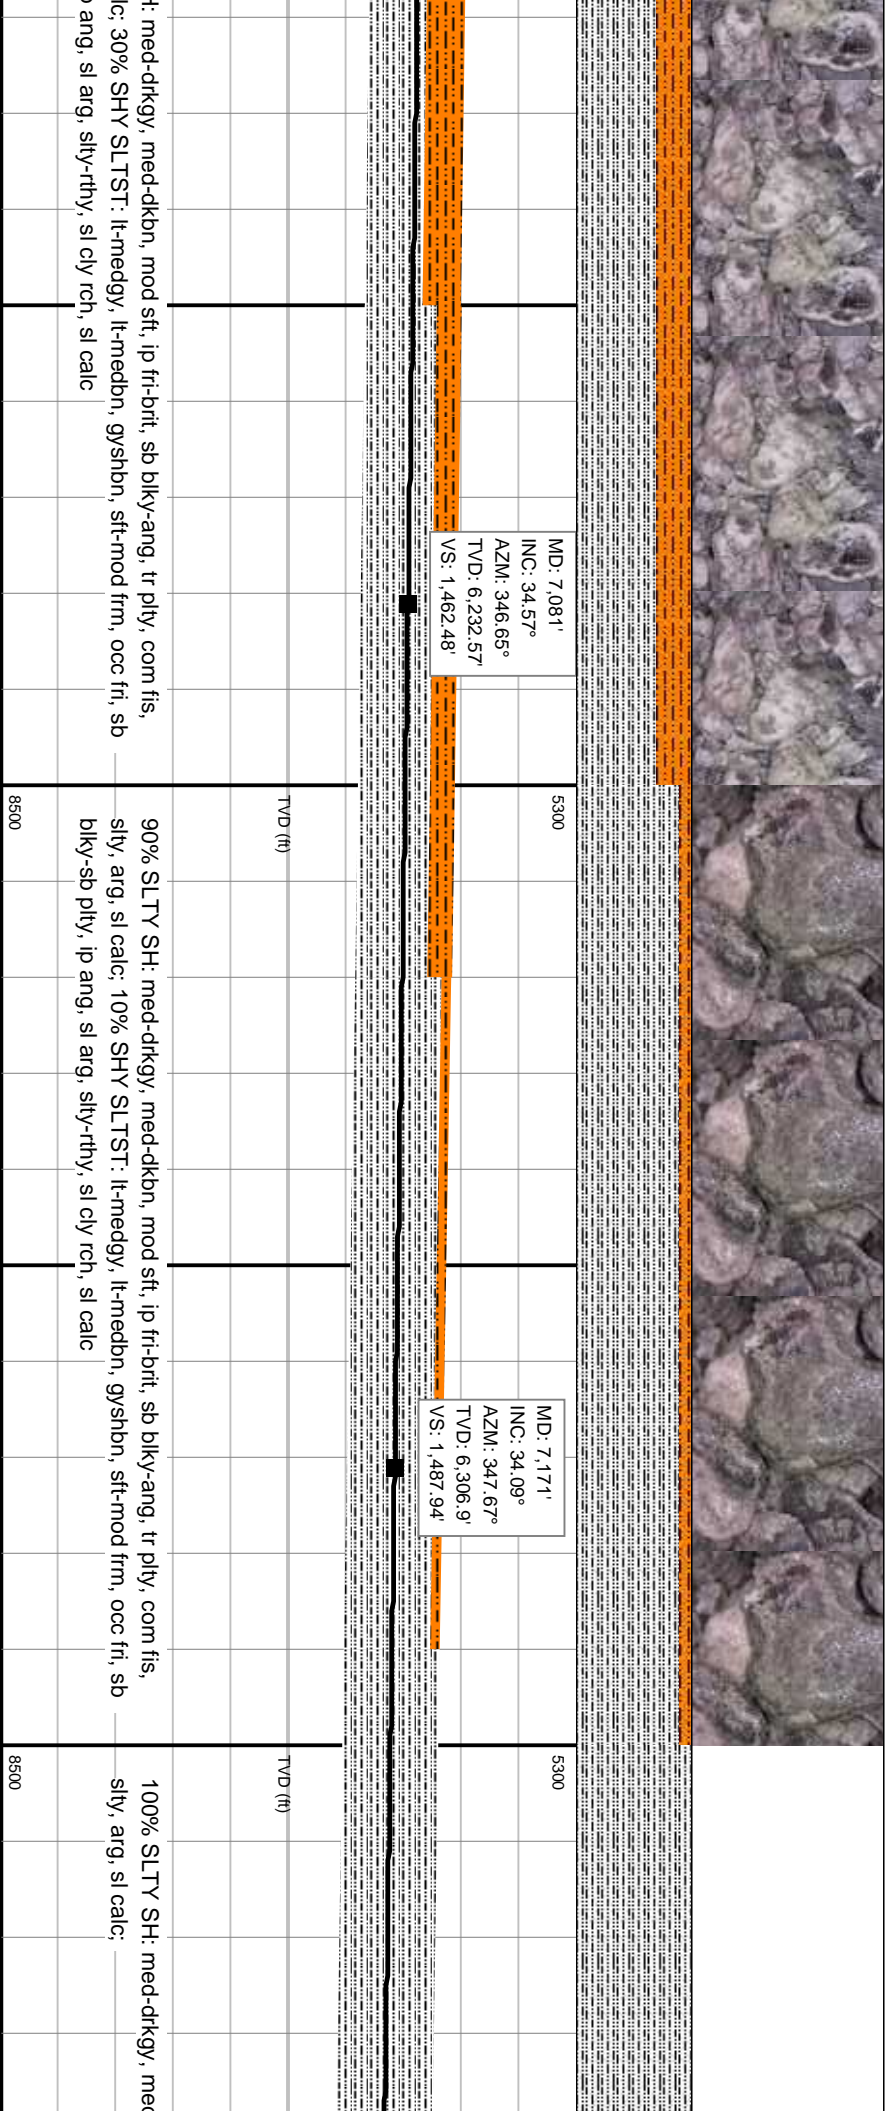 H: med-drkgy, med-dkbn, mod sft, ip fri-brit, sb blky-ang, tr plty, com fis,
lc; 30% SHY SLTST: lt-medgy, lt-medbn, gyshbn, sft-mod frm, occ fri, sb
ang, sl arg, slty-rthy, sl cly rch, sl calc
MD: 7,081'
INC: 34.57°
AZM: 346.65°
TVD: 6,232.57'
VS: 1,462.48'
5300
TVD (ft)
8500
90% SLTY SH: med-drkgy, med-dkbn, mod sft, ip fri-brit, sb blky-ang, tr plty, com fis,
slty, arg, sl calc; 10% SHY SLTST: lt-medgy, lt-medbn, gyshbn, sft-mod frm, occ fri, sb
blky-sb plty, ip ang, sl arg, slty-rthy, sl cly rch, sl calc
MD: 7,171'
INC: 34.09°
AZM: 347.67°
TVD: 6,306.9'
VS: 1,487.94'
5300
TVD (ft)
8500
100% SLTY SH: med-drkgy, med
slty, arg, sl calc;